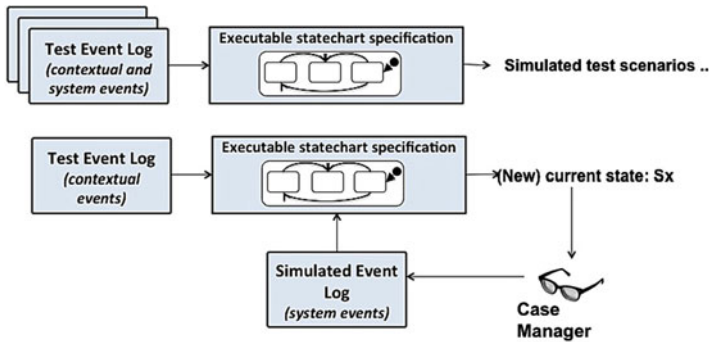 Test Event Log
(contextual and
system events)
Executable statechart specification
Simulated test scenarios ..
Test Event Log
(contextual
events)
Executable statechart specification
(New) current state: Sx
Simulated Event
Log
(system events)
Case
Manager